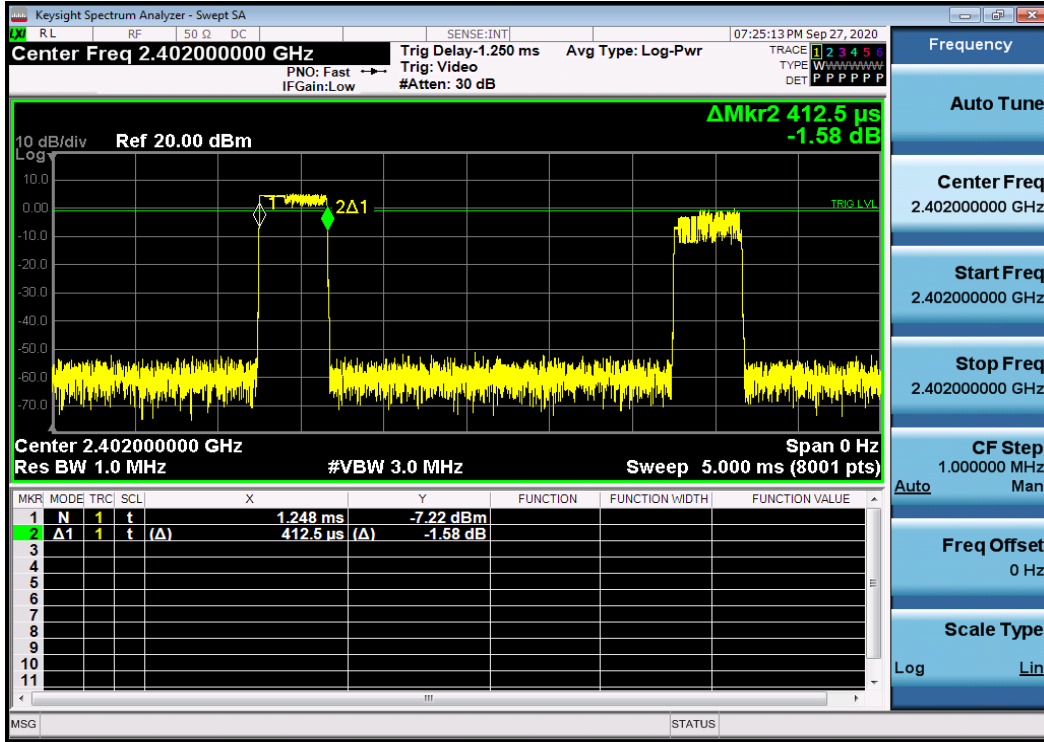 Keysight Spectrum Analyzer - Swept SA
LXI RL RF 50 Ω DC SENSE:INT 07:25:13 PM Sep 27, 2020
Center Freq 2.402000000 GHz
PNO: Fast
IFGain:Low
Trig Delay-1.250 ms
Trig: Video
#Atten: 30 dB
Avg Type: Log-Pwr
TRACE 1 2 3 4 5 6
TYPE WWWWWW
DET P P P P P P
ΔMkr2 412.5 µs
-1.58 dB
10 dB/div Ref 20.00 dBm
Log
10.0
0.00
-10.0
-20.0
-30.0
-40.0
-50.0
-60.0
-70.0
1
2Δ1
TRIG LVL
Center 2.402000000 GHz Span 0 Hz
Res BW 1.0 MHz #VBW 3.0 MHz Sweep 5.000 ms (8001 pts)
MKR MODE TRC SCL X Y FUNCTION FUNCTION WIDTH FUNCTION VALUE
1 N 1 t 1.248 ms -7.22 dBm
2 Δ1 1 t (Δ) 412.5 µs (Δ) -1.58 dB
3
4
5
6
7
8
9
10
11
MSG STATUS
Frequency
Auto Tune
Center Freq
2.402000000 GHz
Start Freq
2.402000000 GHz
Stop Freq
2.402000000 GHz
CF Step
1.000000 MHz
Auto Man
Freq Offset
0 Hz
Scale Type
Log Lin